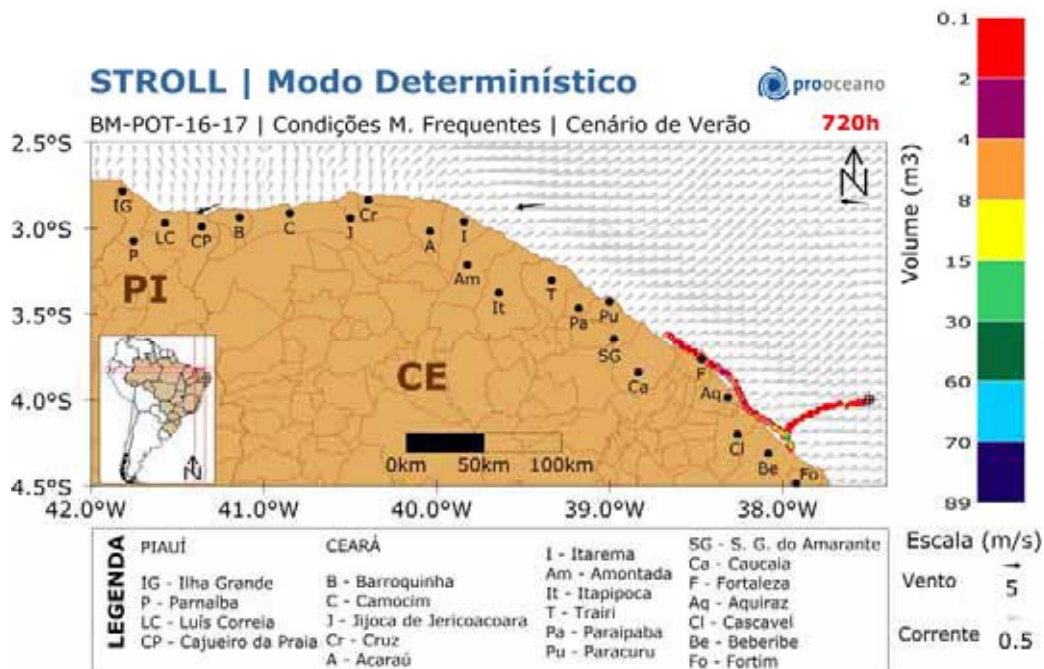 STROLL | Modo Determinístico
prooceano
BM-POT-16-17 | Condições M. Frequentes | Cenário de Verão
720h
2.5°S
3.0°S
3.5°S
4.0°S
4.5°S
42.0°W
41.0°W
40.0°W
39.0°W
38.0°W
N
IG
P
LC
CP
B
C
J
Cr
A
I
Am
It
T
Pa
Pu
SG
Ca
F
Aq
Cl
Be
Fo
PI
CE
0km
50km
100km
N
Volume (m3)
0.1
2
4
8
15
30
60
70
89
LEGENDA
PIAUÍ
IG - Ilha Grande
P - Parnaíba
LC - Luís Correia
CP - Cajueiro da Praia
CEARÁ
B - Barroquinha
C - Camocim
J - Jijoca de Jericoacoara
Cr - Cruz
A - Acaraú
I - Itarema
Am - Amontada
It - Itapipoca
T - Trairi
Pa - Paraipaba
Pu - Paracuru
SG - S. G. do Amarante
Ca - Caucaia
F - Fortaleza
Aq - Aquiraz
Cl - Cascavel
Be - Beberibe
Fo - Fortim
Escala (m/s)
Vento
5
Corrente
0.5